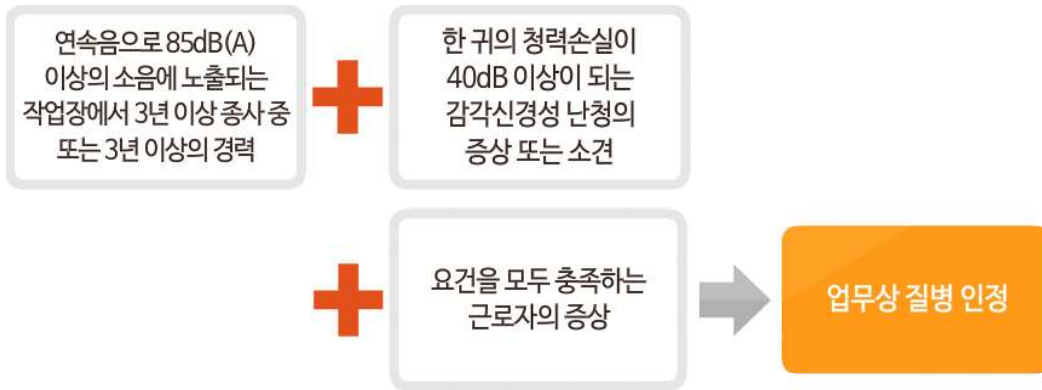 연속음으로 85dB(A)
이상의 소음에 노출되는
작업장에서 3년 이상 종사 중
또는 3년 이상의 경력
한 귀의 청력손실이
40dB 이상이 되는
감각신경성 난청의
증상 또는 소견
요건을 모두 충족하는
근로자의 증상
업무상 질병 인정